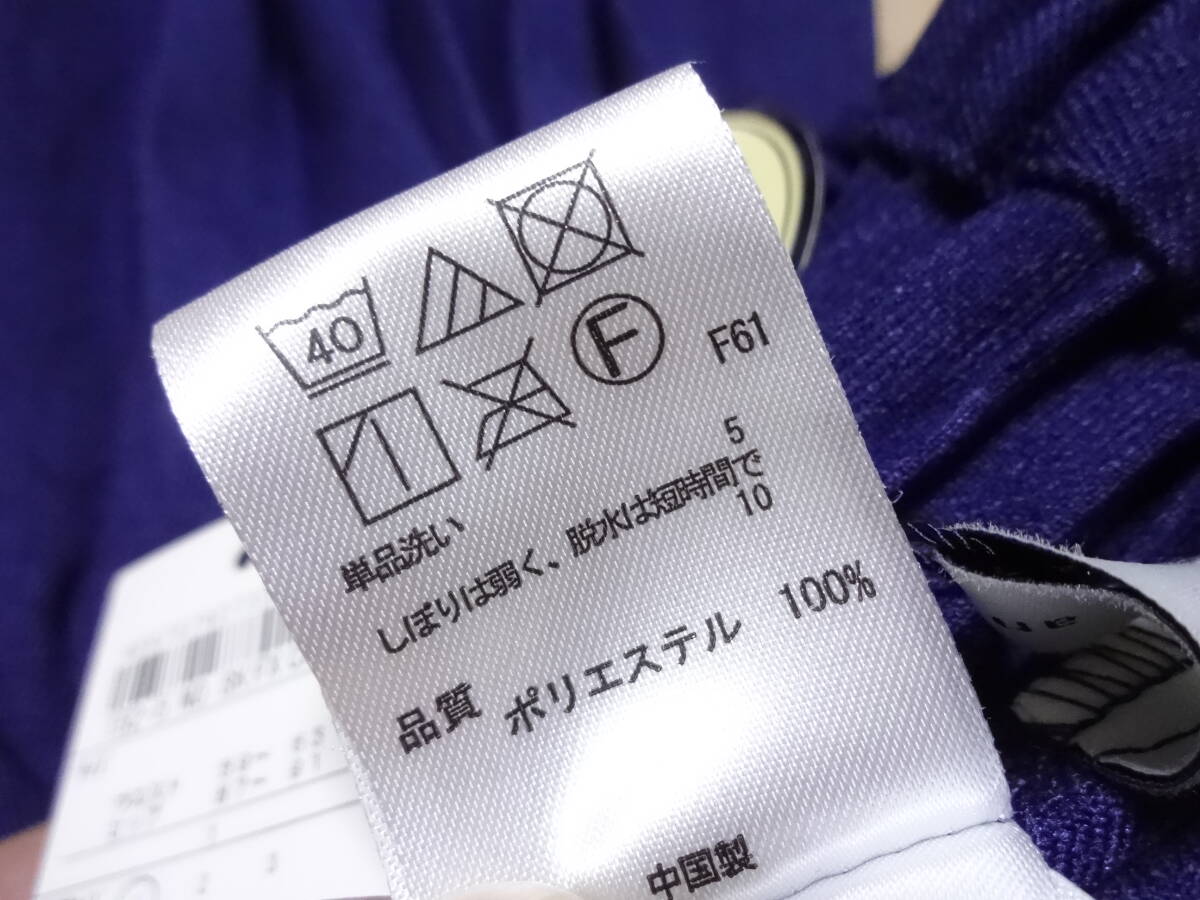 40
F
F61
単品洗い
5
しぼりは弱く、脱水は短時間で
10
品質 ポリエステル 100%
中国製